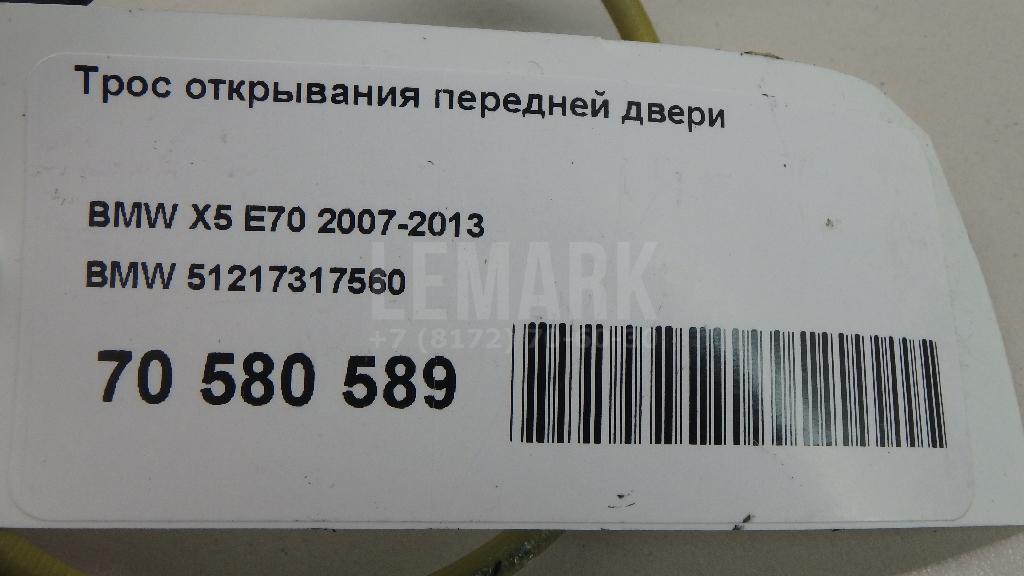 Трос открывания передней двери
BMW X5 E70 2007-2013
BMW 51217317560
LEMARK
70 580 589